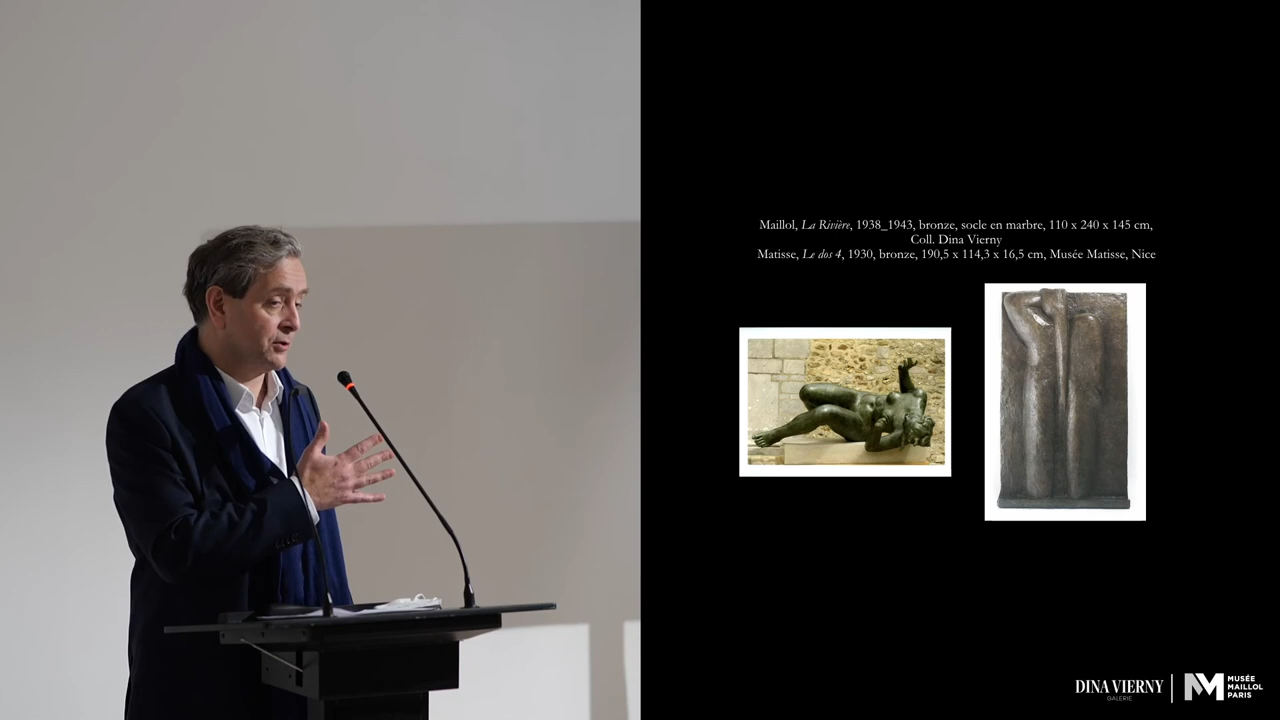 Maillol, La Rivière, 1938_1943, bronze, socle en marbre, 110 x 240 x 145 cm,
Coll. Dina Vierny
Matisse, Le dos 4, 1930, bronze, 190,5 x 114,3 x 16,5 cm, Musée Matisse, Nice
DINA VIERNY
GALERIE
MUSÉE
MAILLOL
PARIS